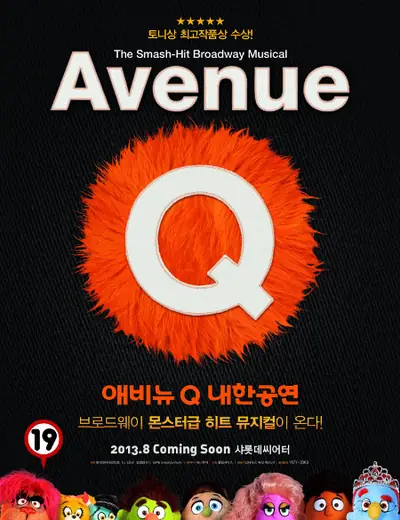 ★★★★★
토니상 최고작품상 수상!
The Smash-Hit Broadway Musical
Avenue
Q
애비뉴 Q 내한공연
브로드웨이 몬스터급 히트 뮤지컬이 온다!
19
2013.8 Coming Soon 샤롯데씨어터